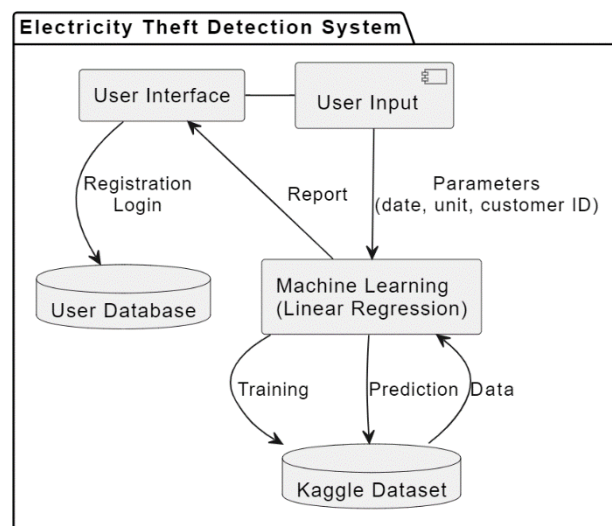 Electricity Theft Detection System
User Interface
User Input
Registration
Login
Report
Parameters
(date, unit, customer ID)
User Database
Machine Learning
(Linear Regression)
Training
Prediction
Data
Kaggle Dataset